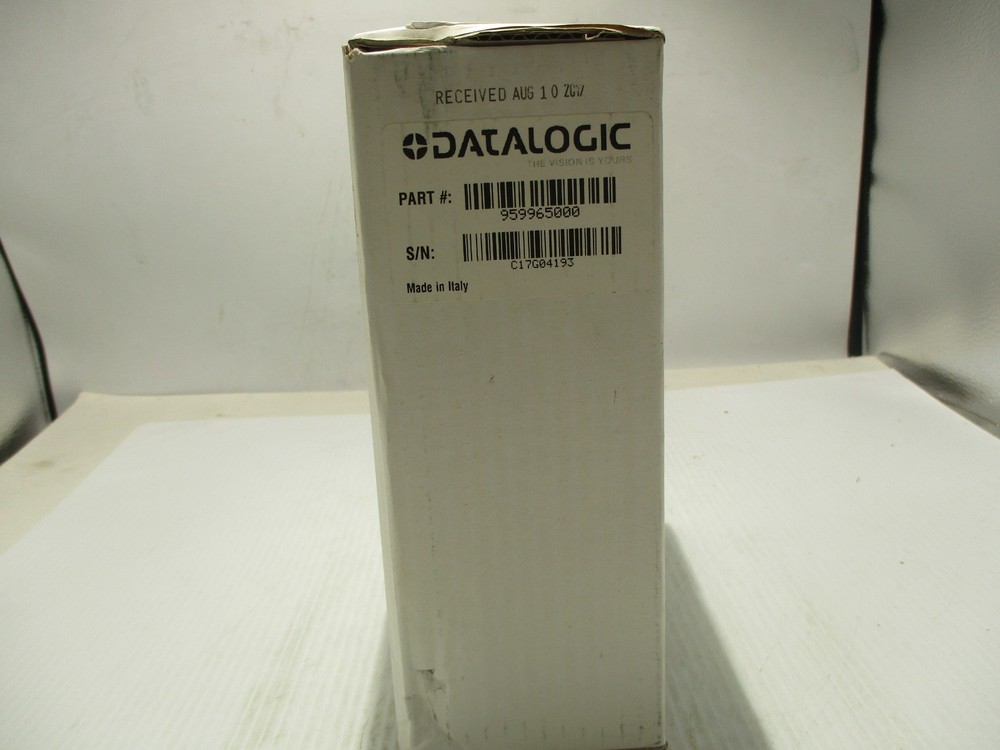 RECEIVED AUG 10 2017
DATALOGIC
THE VISION IS YOURS
PART #:
959965000
S/N:
C17G04193
Made in Italy